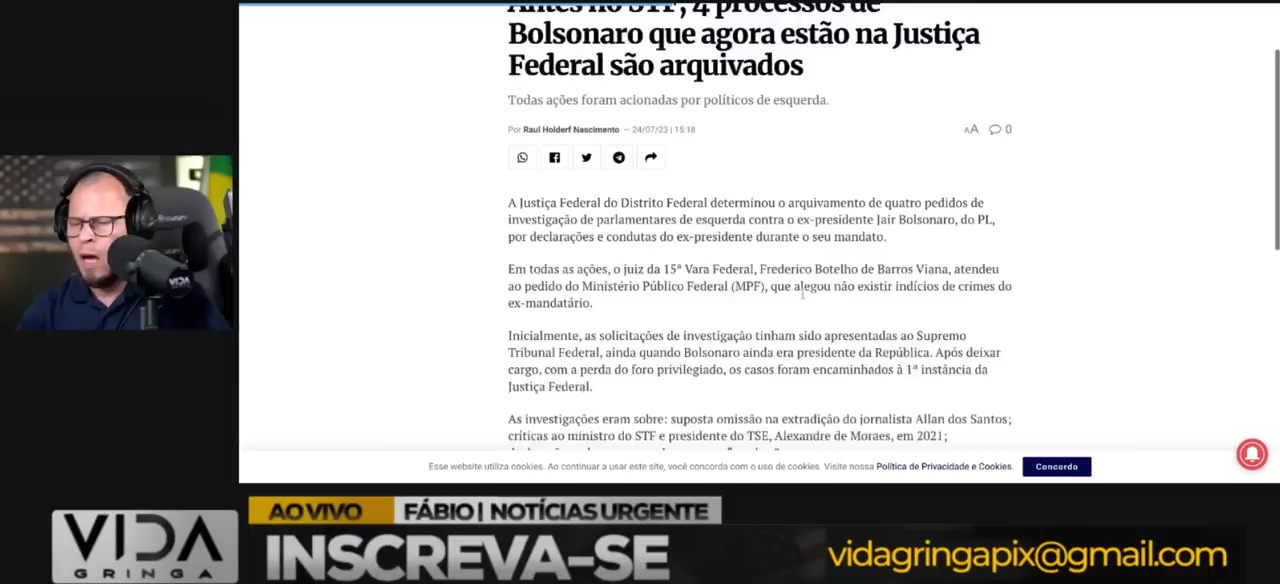 Antes no STF, 4 processos de
Bolsonaro que agora estão na Justiça
Federal são arquivados
Todas ações foram acionadas por políticos de esquerda.
Por Raul Holderf Nascimento — 24/07/23 | 15:18
AA 0
A Justiça Federal do Distrito Federal determinou o arquivamento de quatro pedidos de
investigação de parlamentares de esquerda contra o ex-presidente Jair Bolsonaro, do PL,
por declarações e condutas do ex-presidente durante o seu mandato.
Em todas as ações, o juiz da 15ª Vara Federal, Frederico Botelho de Barros Viana, atendeu
ao pedido do Ministério Público Federal (MPF), que alegou não existir indícios de crimes do
ex-mandatário.
Inicialmente, as solicitações de investigação tinham sido apresentadas ao Supremo
Tribunal Federal, ainda quando Bolsonaro ainda era presidente da República. Após deixar
cargo, com a perda do foro privilegiado, os casos foram encaminhados à 1ª instância da
Justiça Federal.
As investigações eram sobre: suposta omissão na extradição do jornalista Allan dos Santos;
críticas ao ministro do STF e presidente do TSE, Alexandre de Moraes, em 2021;
Esse website utiliza cookies. Ao continuar a usar este site, você concorda com o uso de cookies. Visite nossa Política de Privacidade e Cookies.
Concordo
VIDA
AO VIVO FÁBIO | NOTÍCIAS URGENTE
VIDA
GRINGA
INSCREVA-SE
vidagringapix@gmail.com